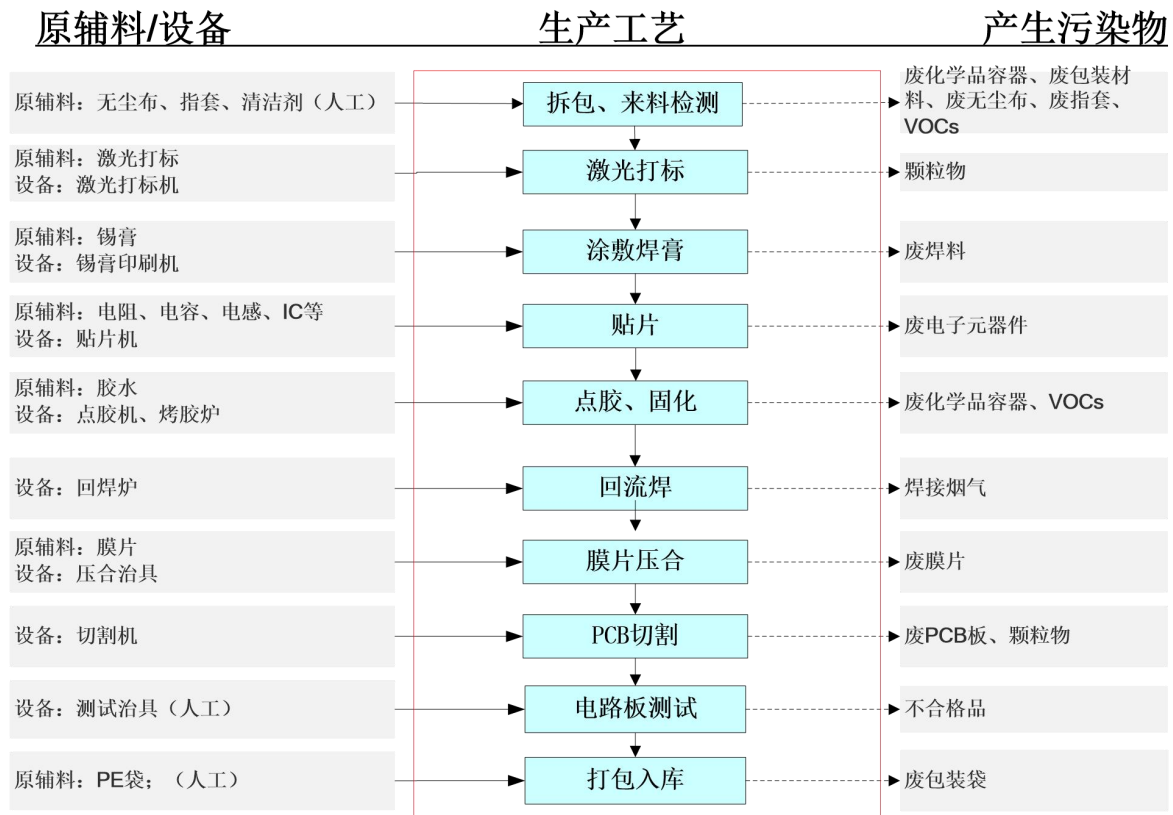 原辅料/设备
生产工艺
产生污染物
原辅料：无尘布、指套、清洁剂（人工）
拆包、来料检测
废化学品容器、废包装材
料、废无尘布、废指套、
VOCs
原辅料：激光打标
设备：激光打标机
激光打标
颗粒物
原辅料：锡膏
设备：锡膏印刷机
涂敷焊膏
废焊料
原辅料：电阻、电容、电感、IC等
设备：贴片机
贴片
废电子元器件
原辅料：胶水
设备：点胶机、烤胶炉
点胶、固化
废化学品容器、VOCs
设备：回焊炉
回流焊
焊接烟气
原辅料：膜片
设备：压合治具
膜片压合
废膜片
设备：切割机
PCB切割
废PCB板、颗粒物
设备：测试治具（人工）
电路板测试
不合格品
原辅料：PE袋；（人工）
打包入库
废包装袋